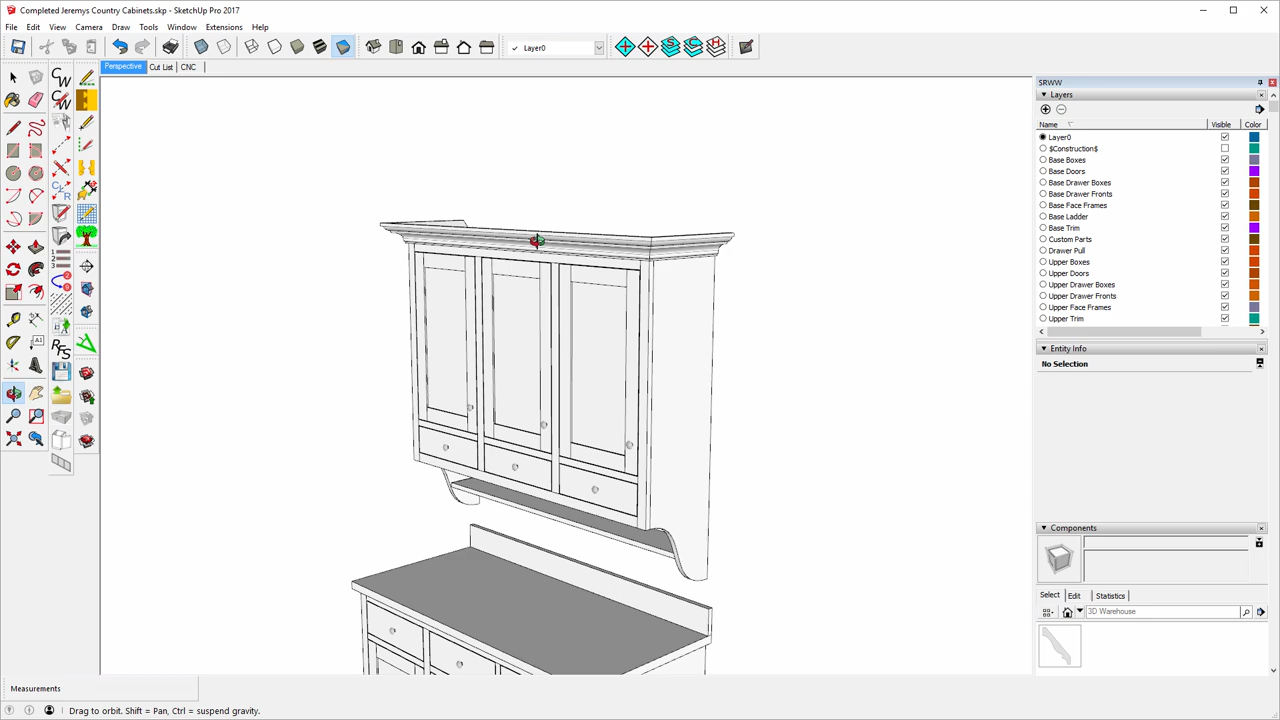 Completed Jeremys Country Cabinets.skp - SketchUp Pro 2017
File Edit View Camera Draw Tools Window Extensions Help
Layer0
Perspective Cut List CNC
SRWW
Layers
Name Visible Color
Layer0
$Construction$
Base Boxes
Base Doors
Base Drawer Boxes
Base Drawer Fronts
Base Face Frames
Base Ladder
Base Trim
Custom Parts
Drawer Pull
Upper Boxes
Upper Doors
Upper Drawer Boxes
Upper Drawer Fronts
Upper Face Frames
Upper Trim
Entity Info
No Selection
Components
Select Edit Statistics
3D Warehouse
Measurements
Drag to orbit. Shift = Pan, Ctrl = suspend gravity.